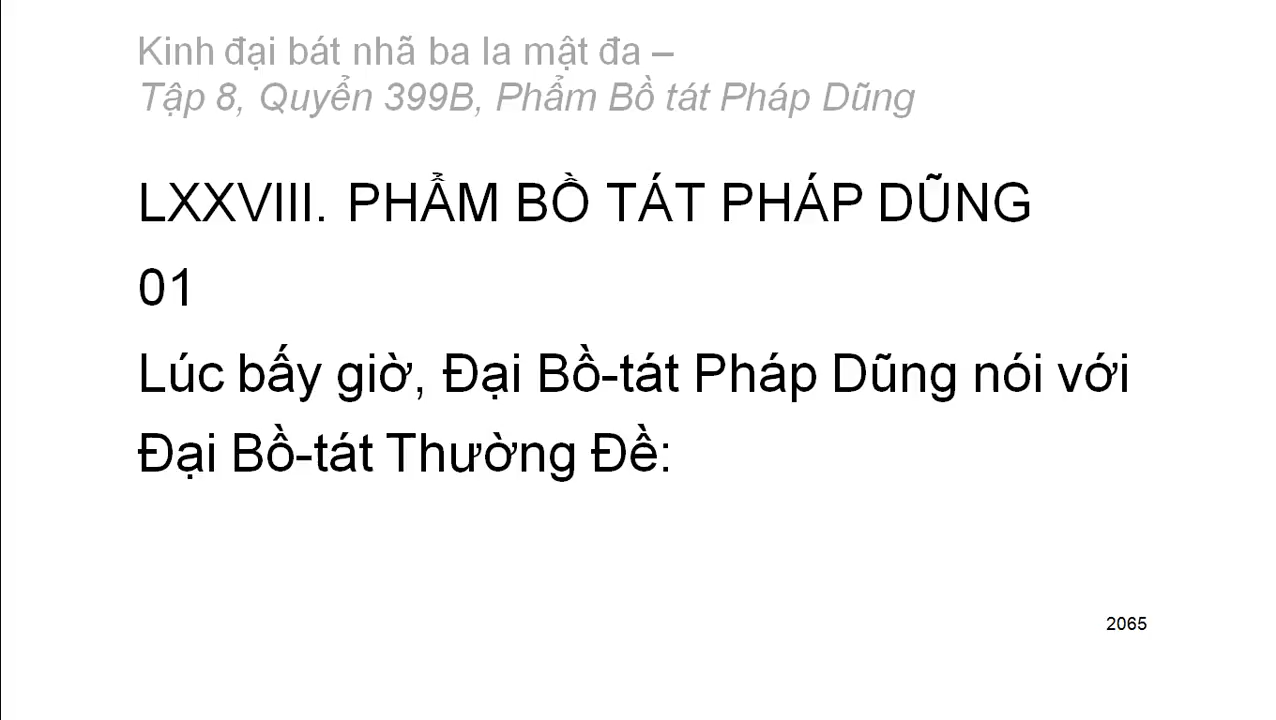 Kinh đại bát nhã ba la mật đa –
Tập 8, Quyển 399B, Phẩm Bồ tát Pháp Dũng
LXXVIII. PHẨM BỒ TÁT PHÁP DŨNG
01
Lúc bấy giờ, Đại Bồ-tát Pháp Dũng nói với
Đại Bồ-tát Thường Đề:
2065